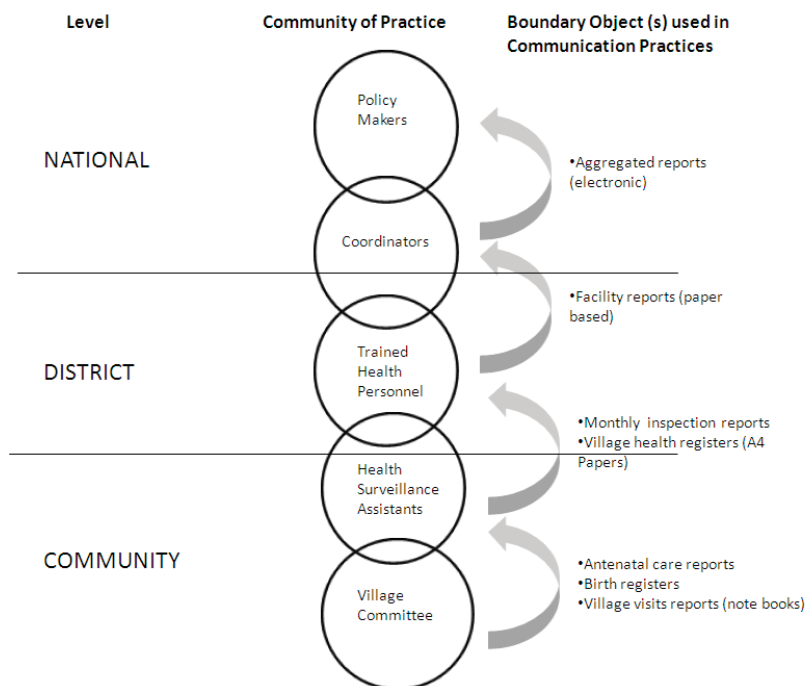 Level
Community of Practice
Boundary Object (s) used in
Communication Practices
Policy
Makers
NATIONAL
•Aggregated reports
(electronic)
Coordinators
•Facility reports (paper
based)
Trained
Health
Personnel
DISTRICT
•Monthly inspection reports
•Village health registers (A4
Papers)
Health
Surveillance
Assistants
COMMUNITY
•Antenatal care reports
•Birth registers
•Village visits reports (note books)
Village
Committee